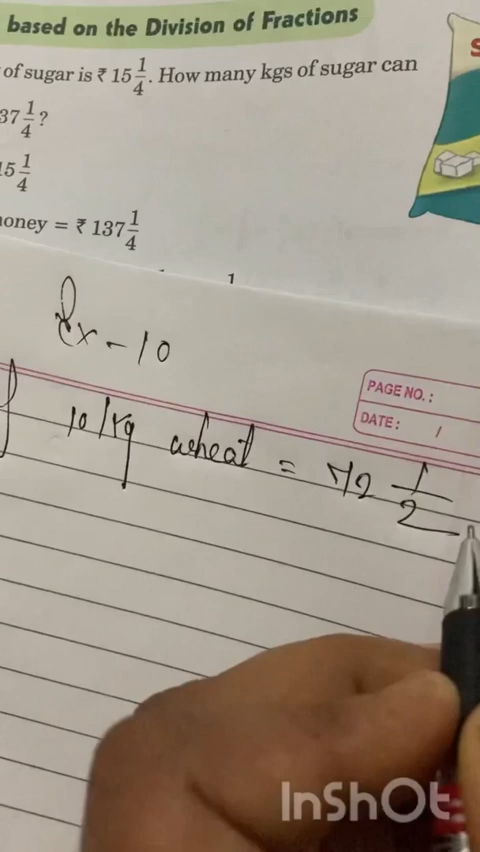 based on the Division of Fractions
of sugar is ₹ 15 1/4. How many kgs of sugar can
37 1/4?
15 1/4
money = ₹ 137 1/4
1
Ex - 10
PAGE NO. :
DATE : /
10/kg wheat = 72 1/2
InShOt